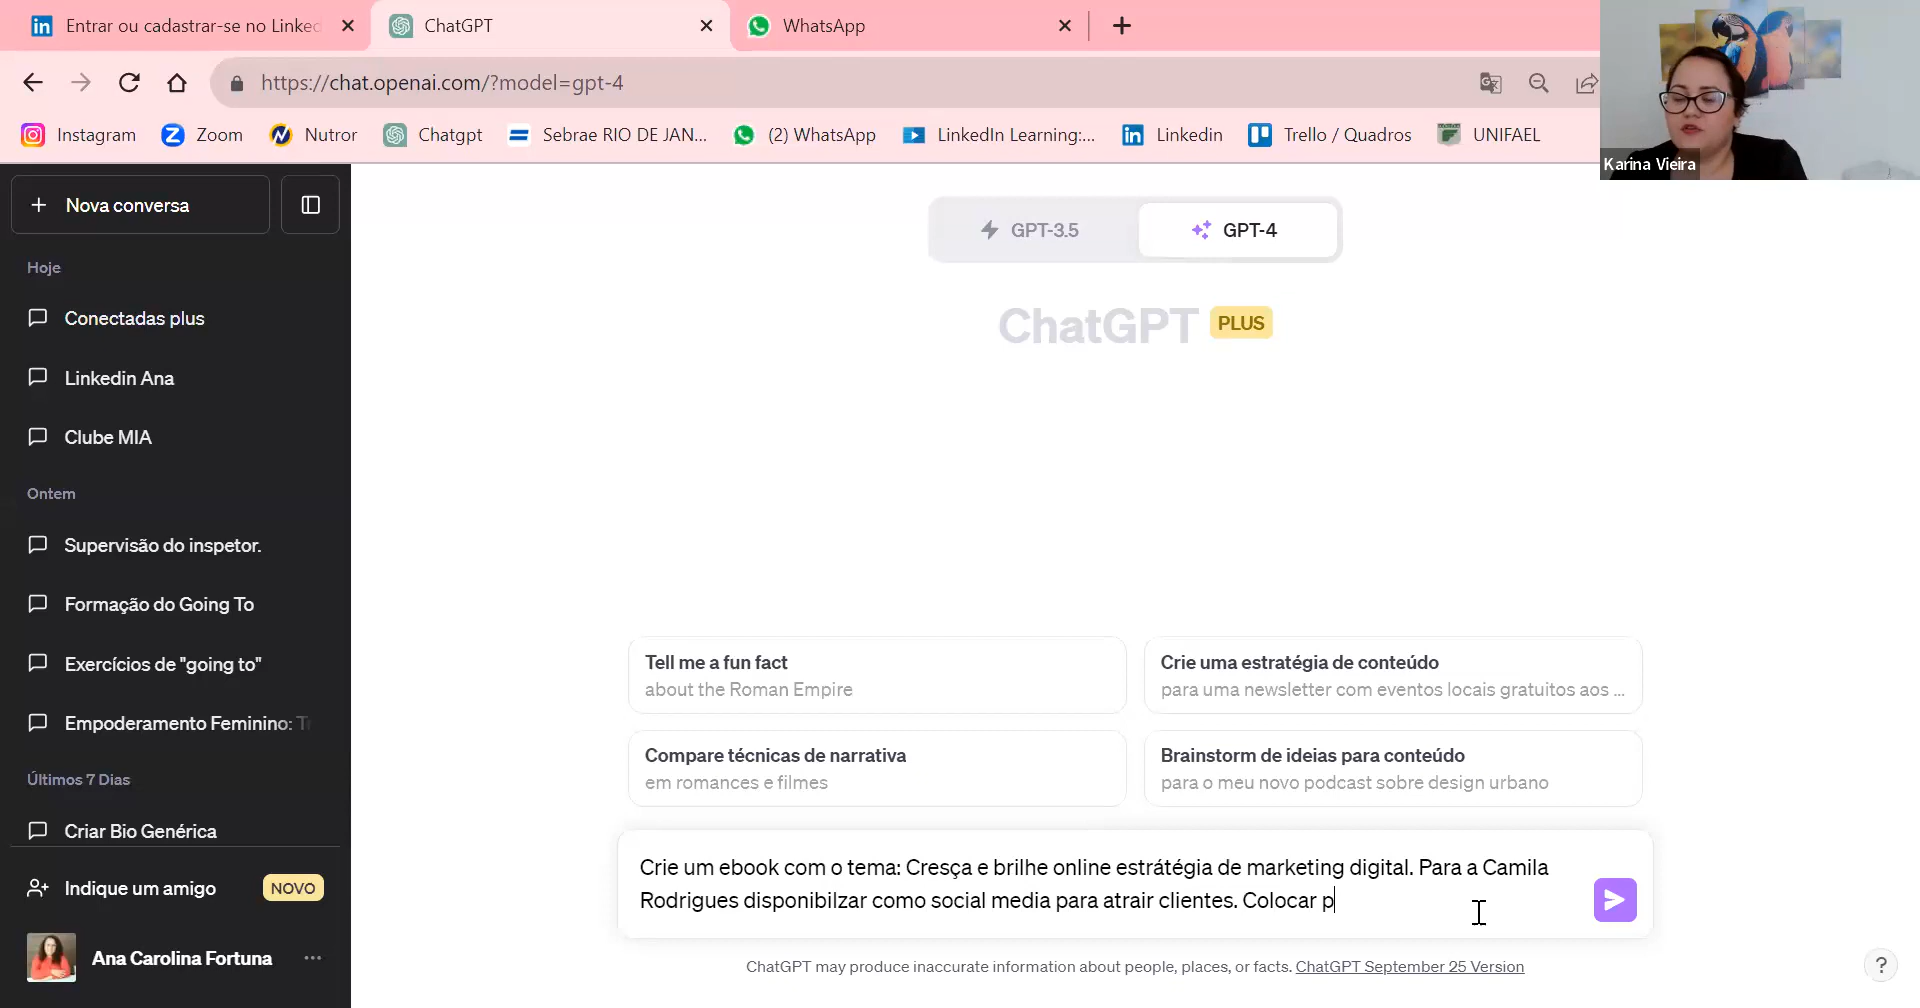 Entrar ou cadastrar-se no Linked
ChatGPT
WhatsApp
https://chat.openai.com/?model=gpt-4
Instagram
Zoom
Nutror
Chatgpt
Sebrae RIO DE JAN...
(2) WhatsApp
LinkedIn Learning:...
Linkedin
Trello / Quadros
UNIFAEL
Karina Vieira
Nova conversa
Hoje
Conectadas plus
Linkedin Ana
Clube MIA
Ontem
Supervisão do inspetor.
Formação do Going To
Exercícios de "going to"
Empoderamento Feminino: T
Últimos 7 Dias
Criar Bio Genérica
Indique um amigo
NOVO
Ana Carolina Fortuna
GPT-3.5
GPT-4
ChatGPT PLUS
Tell me a fun fact
about the Roman Empire
Crie uma estratégia de conteúdo
para uma newsletter com eventos locais gratuitos aos ...
Compare técnicas de narrativa
em romances e filmes
Brainstorm de ideias para conteúdo
para o meu novo podcast sobre design urbano
Crie um ebook com o tema: Cresça e brilhe online estrátégia de marketing digital. Para a Camila
Rodrigues disponibilzar como social media para atrair clientes. Colocar p
ChatGPT may produce inaccurate information about people, places, or facts. ChatGPT September 25 Version
?